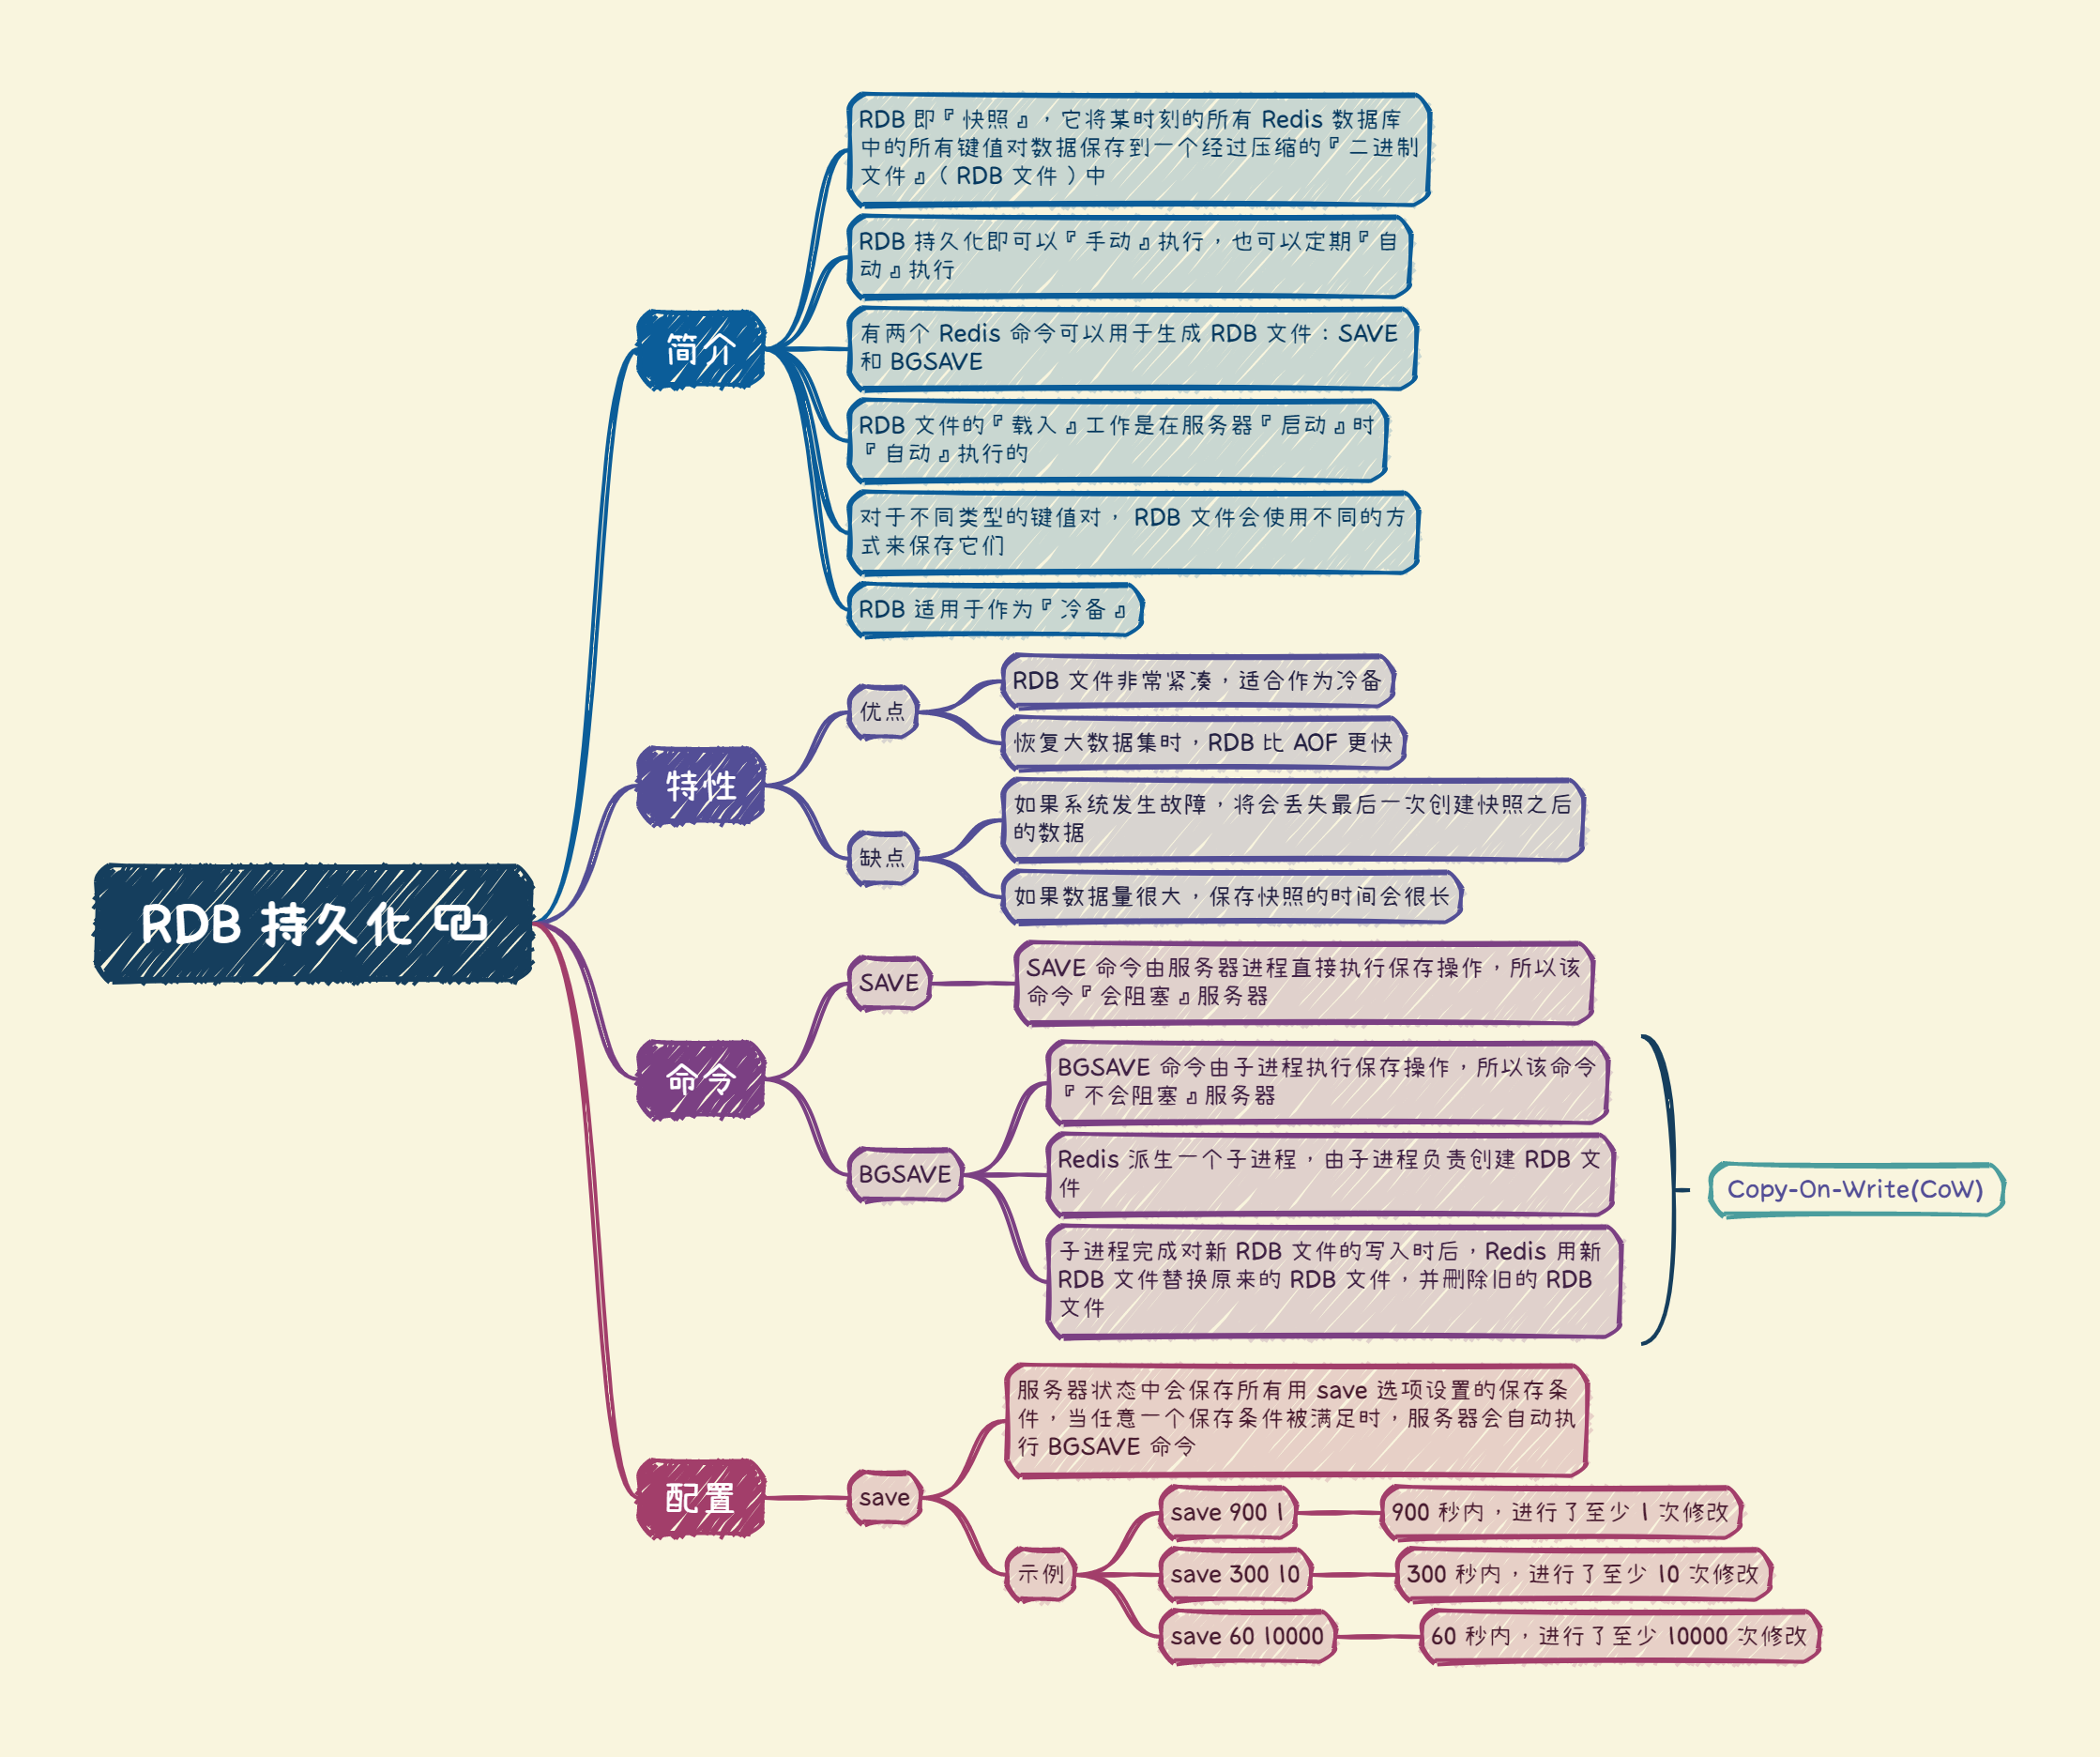 RDB 即『快照』，它将某时刻的所有 Redis 数据库
中的所有键值对数据保存到一个经过压缩的『二进制
文件』（RDB 文件）中
RDB 持久化即可以『手动』执行，也可以定期『自
动』执行
有两个 Redis 命令可以用于生成 RDB 文件：SAVE
和 BGSAVE
简介
RDB 文件的『载入』工作是在服务器『启动』时
『自动』执行的
对于不同类型的键值对， RDB 文件会使用不同的方
式来保存它们
RDB 适用于作为『冷备』
特性
优点
RDB 文件非常紧凑，适合作为冷备
恢复大数据集时，RDB 比 AOF 更快
缺点
如果系统发生故障，将会丢失最后一次创建快照之后
的数据
如果数据量很大，保存快照的时间会很长
RDB 持久化
命令
SAVE
SAVE 命令由服务器进程直接执行保存操作，所以该
命令『会阻塞』服务器
BGSAVE
BGSAVE 命令由子进程执行保存操作，所以该命令
『不会阻塞』服务器
Redis 派生一个子进程，由子进程负责创建 RDB 文
件
子进程完成对新 RDB 文件的写入时后，Redis 用新
RDB 文件替换原来的 RDB 文件，并删除旧的 RDB
文件
Copy-On-Write(CoW)
配置
save
服务器状态中会保存所有用 save 选项设置的保存条
件，当任意一个保存条件被满足时，服务器会自动执
行 BGSAVE 命令
示例
save 900 1
900 秒内，进行了至少 1 次修改
save 300 10
300 秒内，进行了至少 10 次修改
save 60 10000
60 秒内，进行了至少 10000 次修改